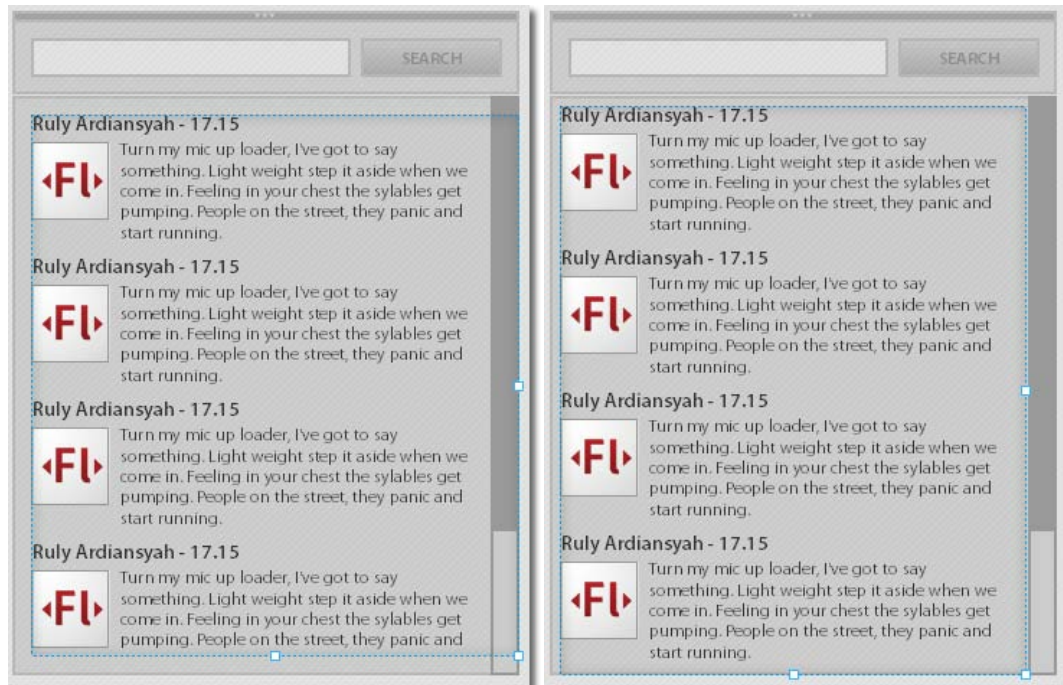 SEARCH
Ruly Ardiansyah - 17.15
Fl
Turn my mic up loader, I've got to say
something. Light weight step it aside when we
come in. Feeling in your chest the sylables get
pumping. People on the street, they panic and
start running.
Ruly Ardiansyah - 17.15
Fl
Turn my mic up loader, I've got to say
something. Light weight step it aside when we
come in. Feeling in your chest the sylables get
pumping. People on the street, they panic and
start running.
Ruly Ardiansyah - 17.15
Fl
Turn my mic up loader, I've got to say
something. Light weight step it aside when we
come in. Feeling in your chest the sylables get
pumping. People on the street, they panic and
start running.
Ruly Ardiansyah - 17.15
Fl
Turn my mic up loader, I've got to say
something. Light weight step it aside when we
come in. Feeling in your chest the sylables get
pumping. People on the street, they panic and
SEARCH
Ruly Ardiansyah - 17.15
Fl
Turn my mic up loader, I've got to say
something. Light weight step it aside when we
come in. Feeling in your chest the sylables get
pumping. People on the street, they panic and
start running.
Ruly Ardiansyah - 17.15
Fl
Turn my mic up loader, I've got to say
something. Light weight step it aside when we
come in. Feeling in your chest the sylables get
pumping. People on the street, they panic and
start running.
Ruly Ardiansyah - 17.15
Fl
Turn my mic up loader, I've got to say
something. Light weight step it aside when we
come in. Feeling in your chest the sylables get
pumping. People on the street, they panic and
start running.
Ruly Ardiansyah - 17.15
Fl
Turn my mic up loader, I've got to say
something. Light weight step it aside when we
come in. Feeling in your chest the sylables get
pumping. People on the street, they panic and
start running.